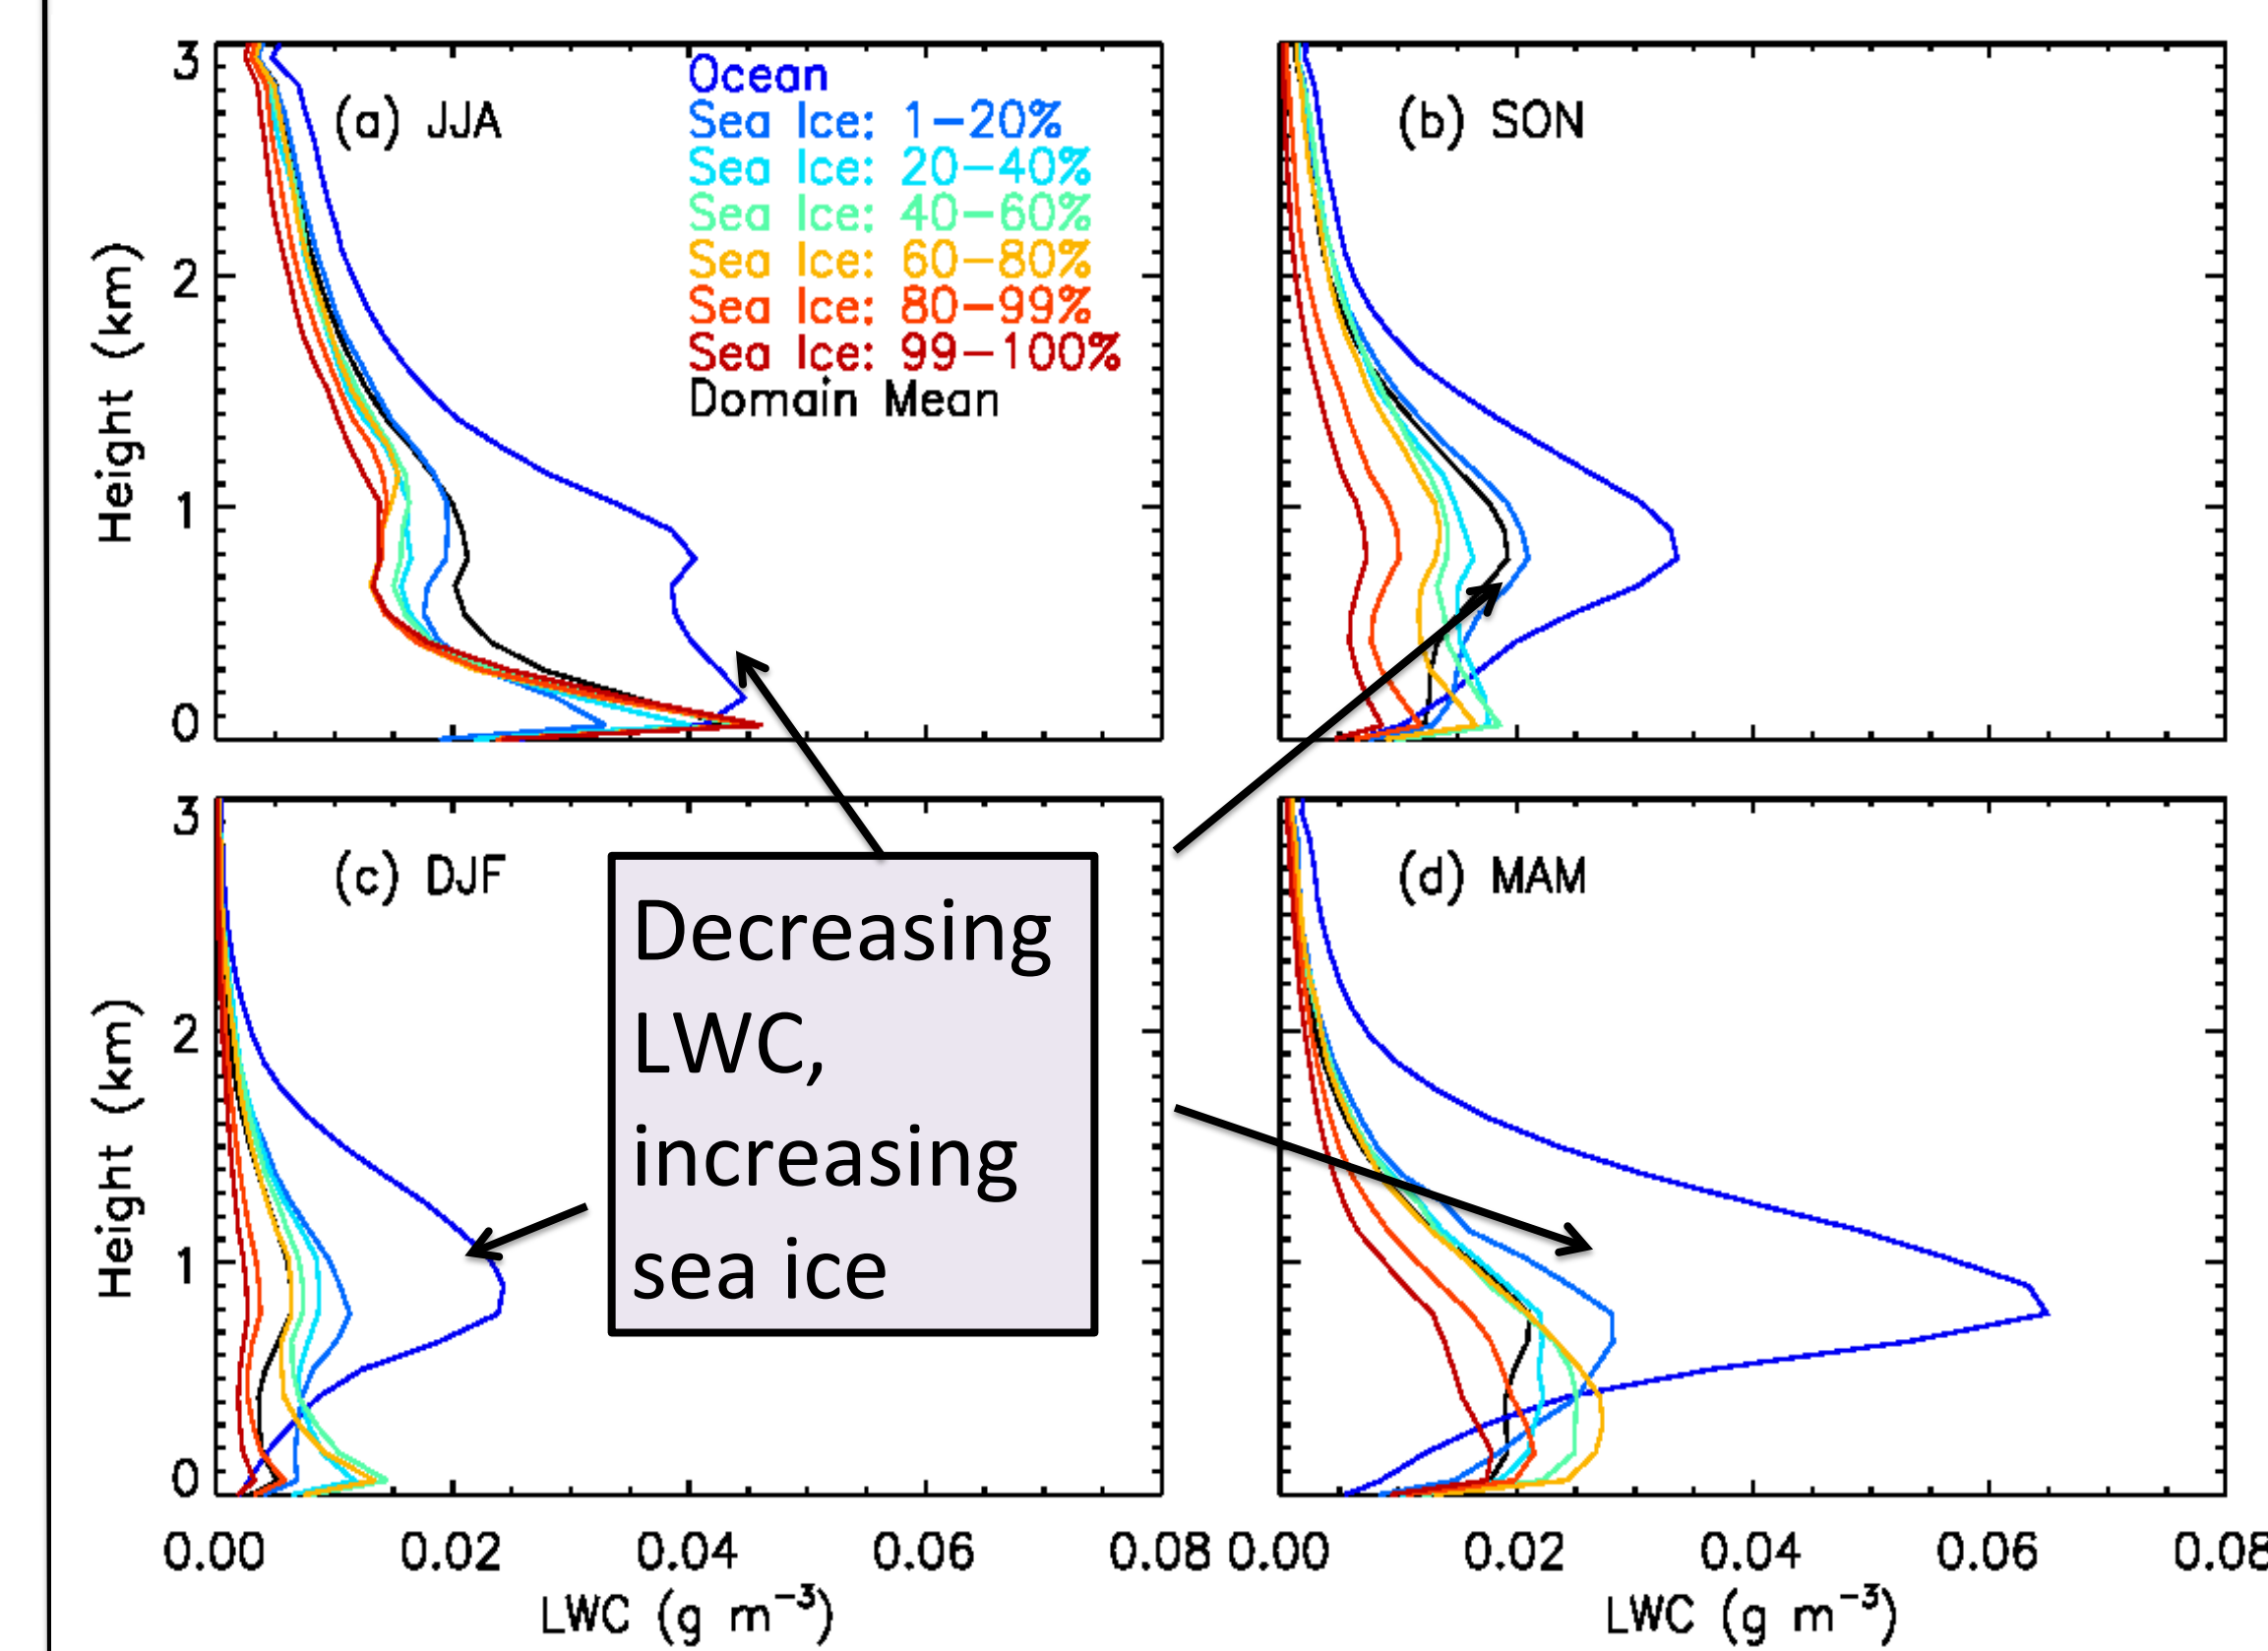 (a) JJA
Ocean
Sea Ice: 1-20%
Sea Ice: 20-40%
Sea Ice: 40-60%
Sea Ice: 60-80%
Sea Ice: 80-99%
Sea Ice: 99-100%
Domain Mean
3
2
1
0
Height (km)
(b) SON
(c) DJF
3
2
1
0
Height (km)
0.00 0.02 0.04 0.06 0.08
LWC (g m⁻³)
Decreasing
LWC,
increasing
sea ice
(d) MAM
0.00 0.02 0.04 0.06 0.08
LWC (g m⁻³)